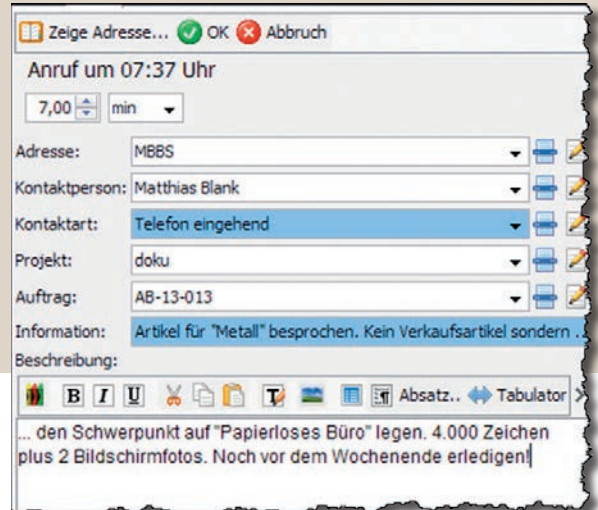 Zeige Adresse... OK Abbruch
Anruf um 07:37 Uhr
7,00 min
Adresse: MBBS
Kontaktperson: Matthias Blank
Kontaktart: Telefon eingehend
Projekt: doku
Auftrag: AB-13-013
Information: Artikel für "Metall" besprochen. Kein Verkaufsartikel sondern ..
Beschreibung:
B I U T Absatz.. Tabulator
... den Schwerpunkt auf "Papierloses Büro" legen. 4.000 Zeichen
plus 2 Bildschirmfotos. Noch vor dem Wochenende erledigen!